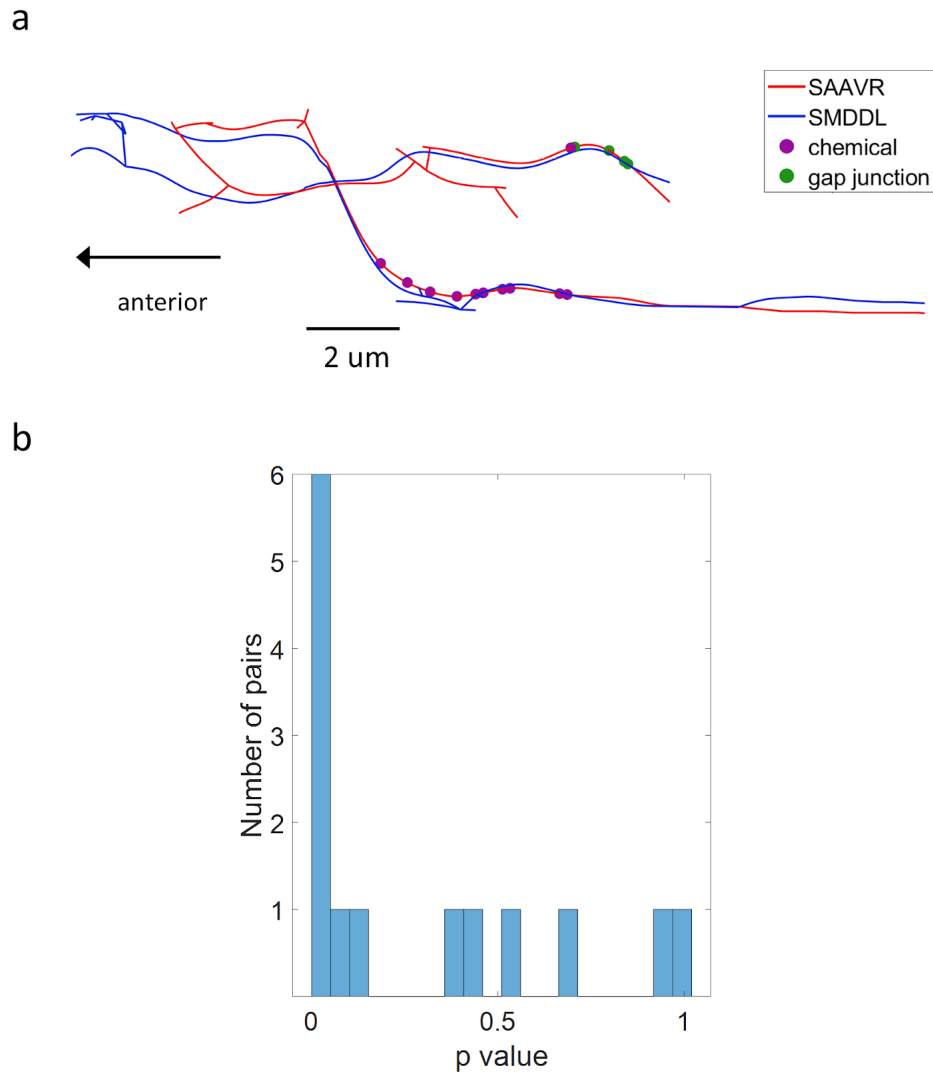 a
SAAVR
SMDDL
chemical
gap junction
anterior
2 um
b
6
5
4
3
2
1
Number of pairs
0
0.5
1
p value